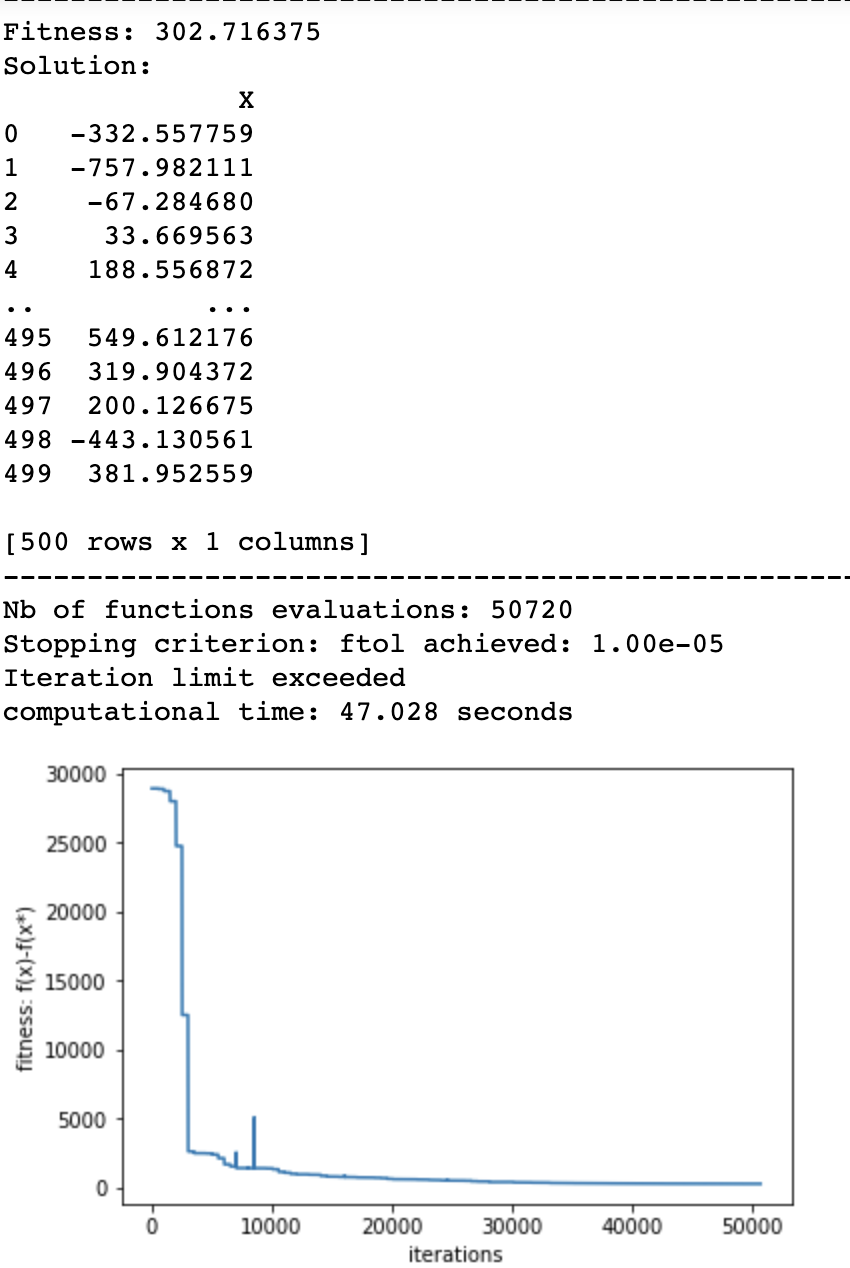 Fitness: 302.716375
Solution:
X
0 -332.557759
1 -757.982111
2 -67.284680
3 33.669563
4 188.556872
.. ...
495 549.612176
496 319.904372
497 200.126675
498 -443.130561
499 381.952559
[500 rows x 1 columns]
Nb of functions evaluations: 50720
Stopping criterion: ftol achieved: 1.00e-05
Iteration limit exceeded
computational time: 47.028 seconds
30000
25000
20000
15000
10000
5000
0
fitness: f(x)-f(x*)
0 10000 20000 30000 40000 50000
iterations